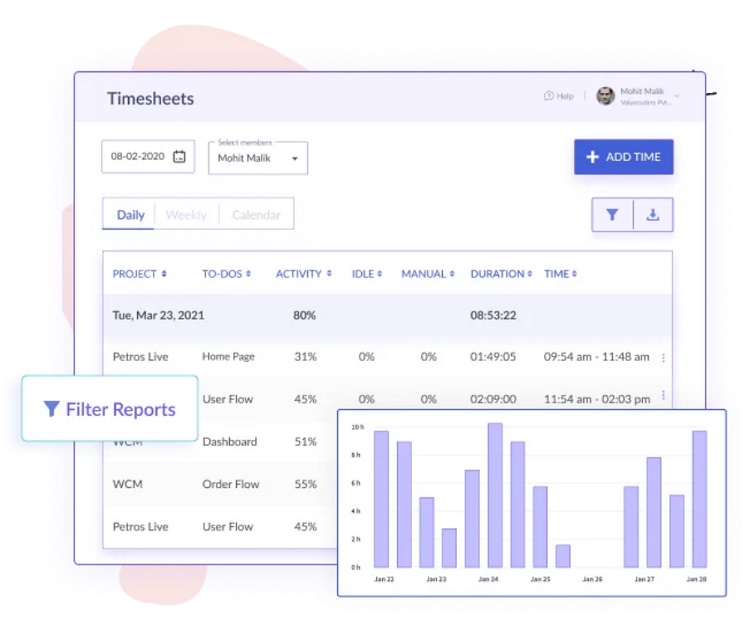 Timesheets
Help
Mohit Malik
08-02-2020
Select members
Mohit Malik
ADD TIME
Daily Weekly Calendar
PROJECT TO-DOS ACTIVITY IDLE MANUAL DURATION TIME
Tue, Mar 23, 2021 80% 08:53:22
Petros Live Home Page 31% 0% 0% 01:49:05 09:54 am - 11:48 am
User Flow 45% 0% 0% 02:09:00 11:54 am - 02:03 pm
Filter Reports
WCM Dashboard 51%
WCM Order Flow 55%
Petros Live User Flow 45%
10 h
8 h
6 h
4 h
2 h
0 h
Jan 22 Jan 23 Jan 24 Jan 25 Jan 26 Jan 27 Jan 28